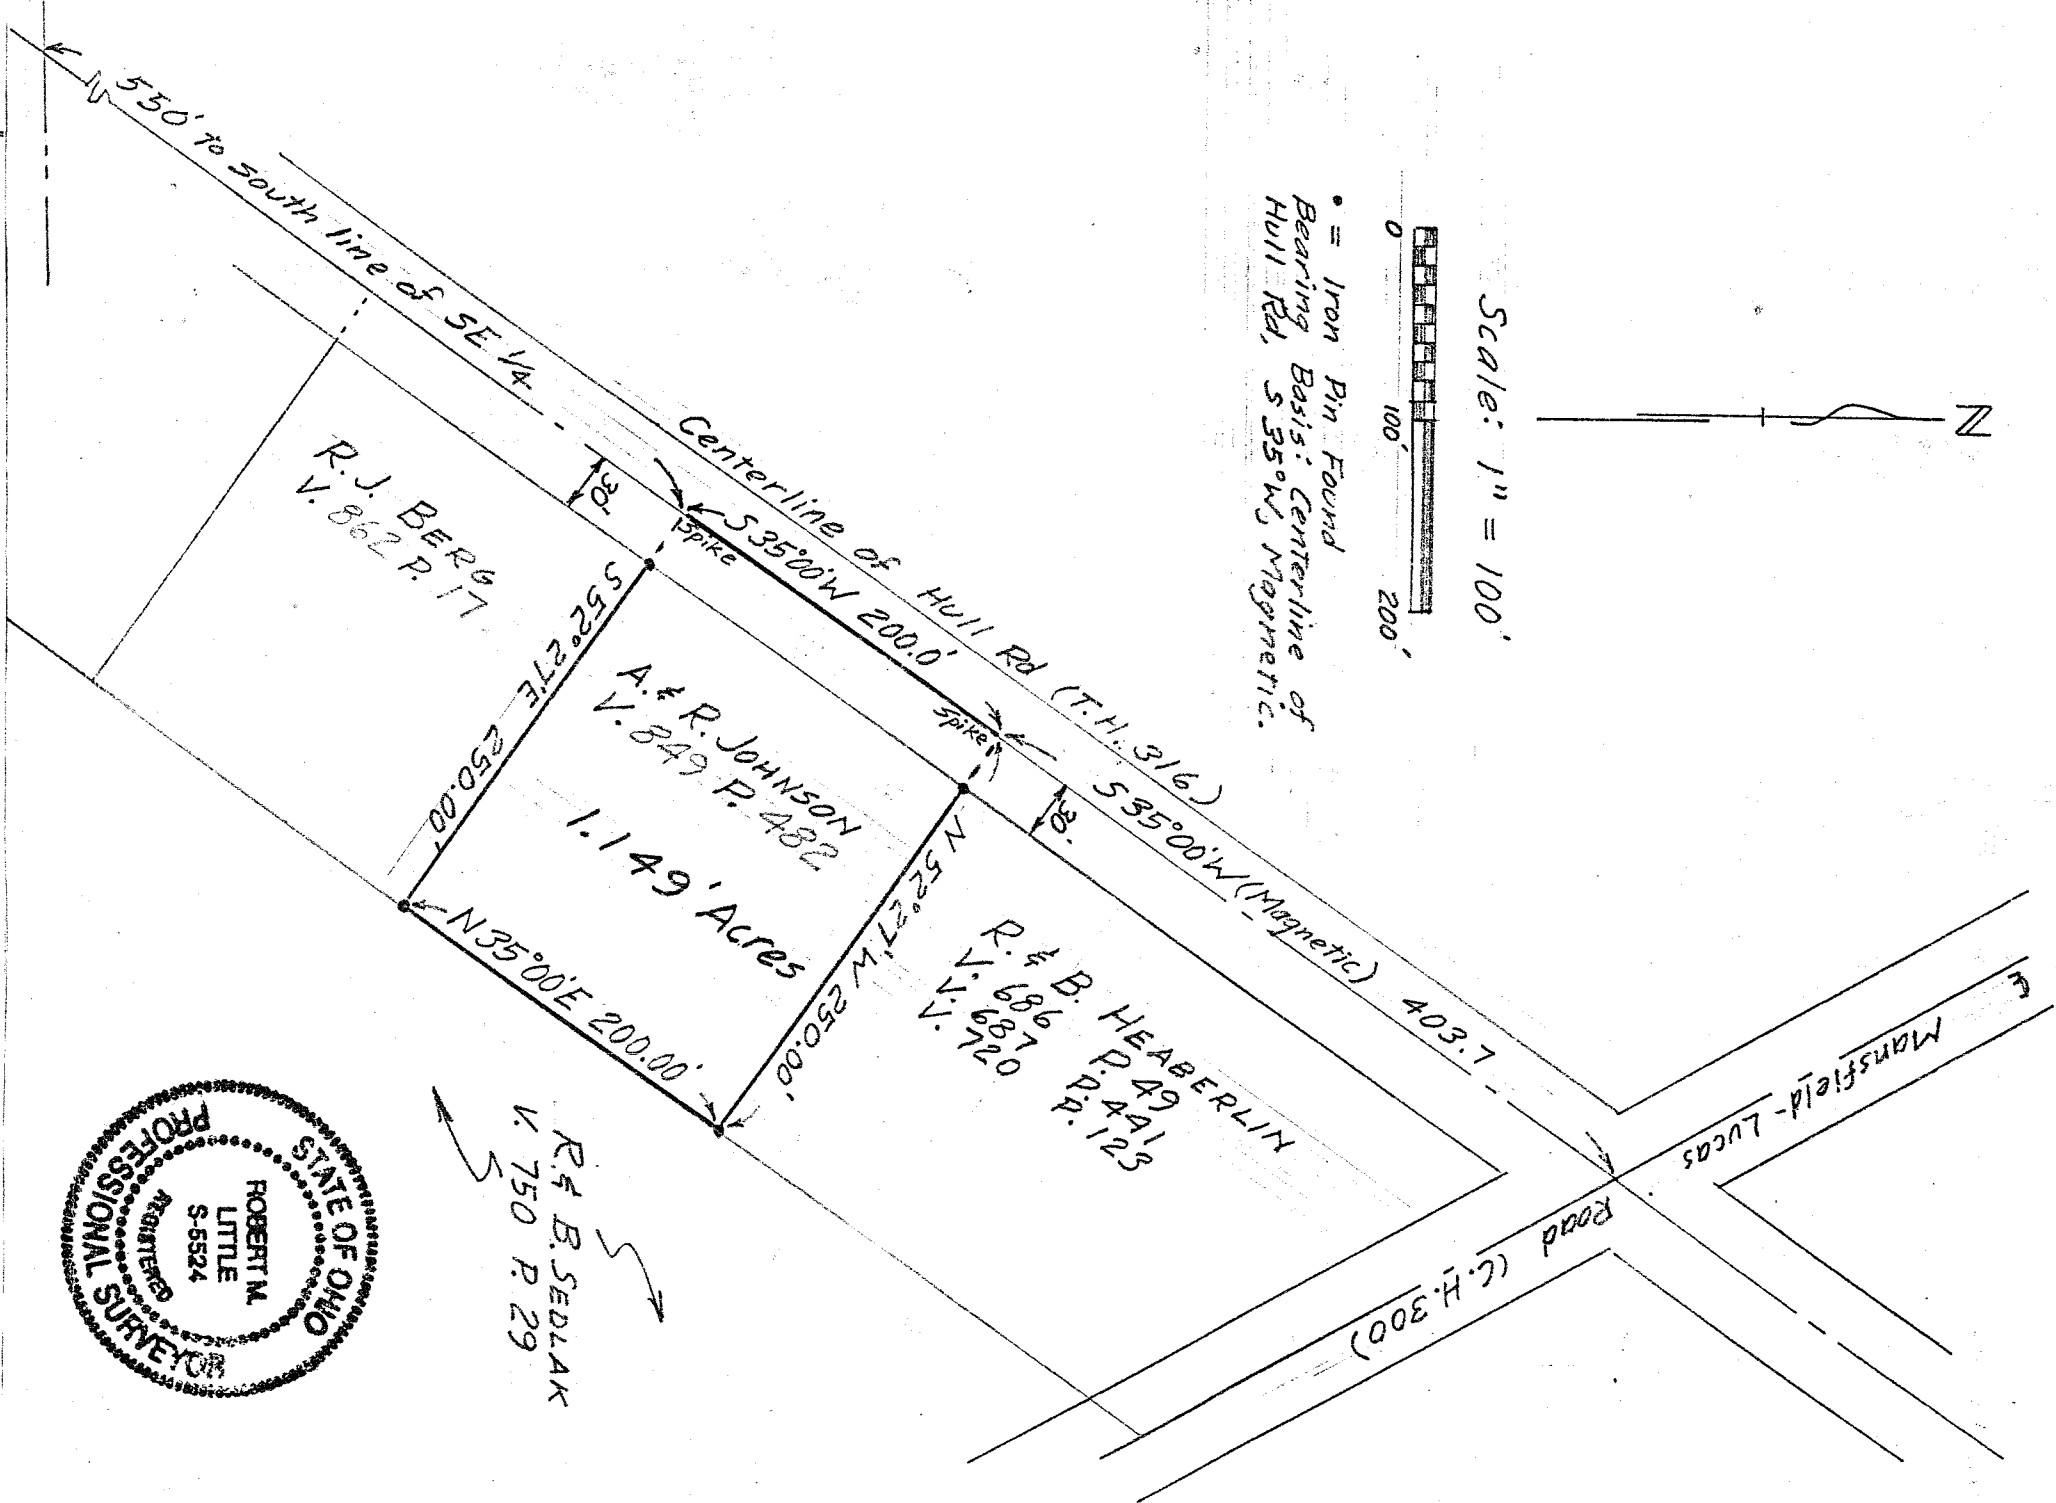 N
Scale: 1" = 100'
0 100' 200'
• = Iron Pin Found
Bearing Basis: Centerline of
Hull Rd, S 35° W, Magnetic.
550' to south line of SE 1/4
Centerline of Hull Rd (T.H. 316)
S 35°00'W (Magnetic) 403.7
Mansfield-Lucas Road (C.H. 300)
30'
Spike
S 35°00'W 200.0'
Spike
30'
R. J. BERG
V. 862 P. 17
S 52°27'E 250.00'
A. & R. JOHNSON
V. 849 P. 482
1.149' Acres
N 52°27'W 250.00'
N 35°00'E 200.00'
R. & B. HEABERLIN
V. 686 P. 49
V. 687 P. 441
V. 720 P. 123
R. & B. SEDLAK
V. 750 P. 29
STATE OF OHIO
ROBERT M.
LITTLE
S-5524
REGISTERED
PROFESSIONAL SURVEYOR